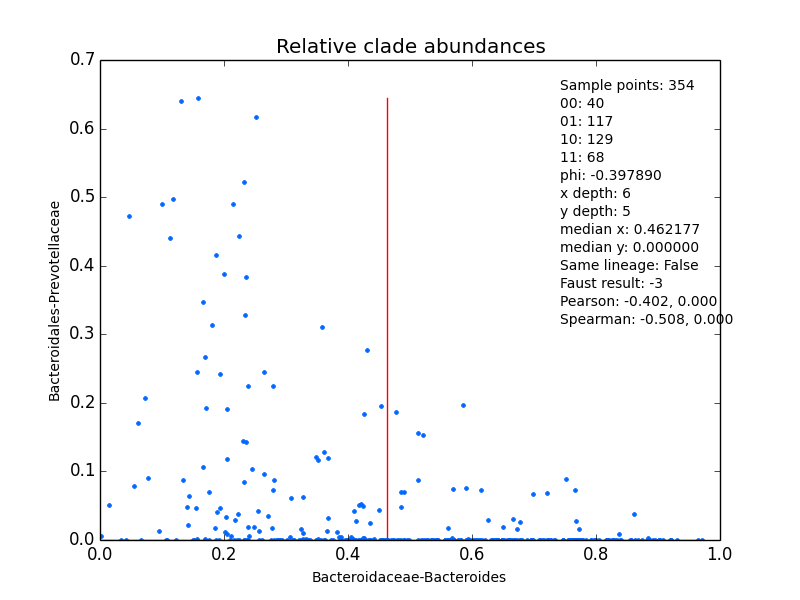 Relative clade abundances
0.7
0.6
0.5
0.4
0.3
0.2
0.1
0.0
Bacteroidales-Prevotellaceae
Sample points: 354
00: 40
01: 117
10: 129
11: 68
phi: -0.397890
x depth: 6
y depth: 5
median x: 0.462177
median y: 0.000000
Same lineage: False
Faust result: -3
Pearson: -0.402, 0.000
Spearman: -0.508, 0.000
0.0 0.2 0.4 0.6 0.8 1.0
Bacteroidaceae-Bacteroides